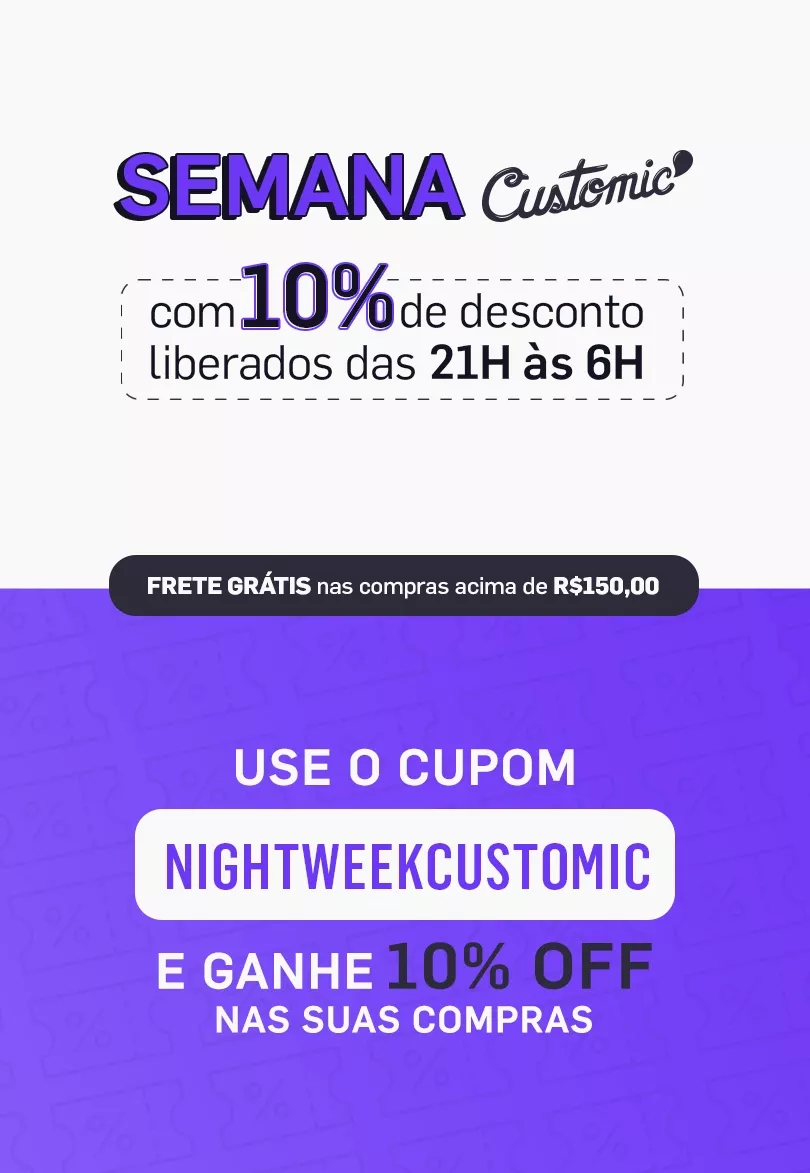 SEMANA Customic
com 10% de desconto
liberados das 21H às 6H
FRETE GRÁTIS nas compras acima de R$150,00
USE O CUPOM
NIGHTWEEKCUSTOMIC
E GANHE 10% OFF
NAS SUAS COMPRAS